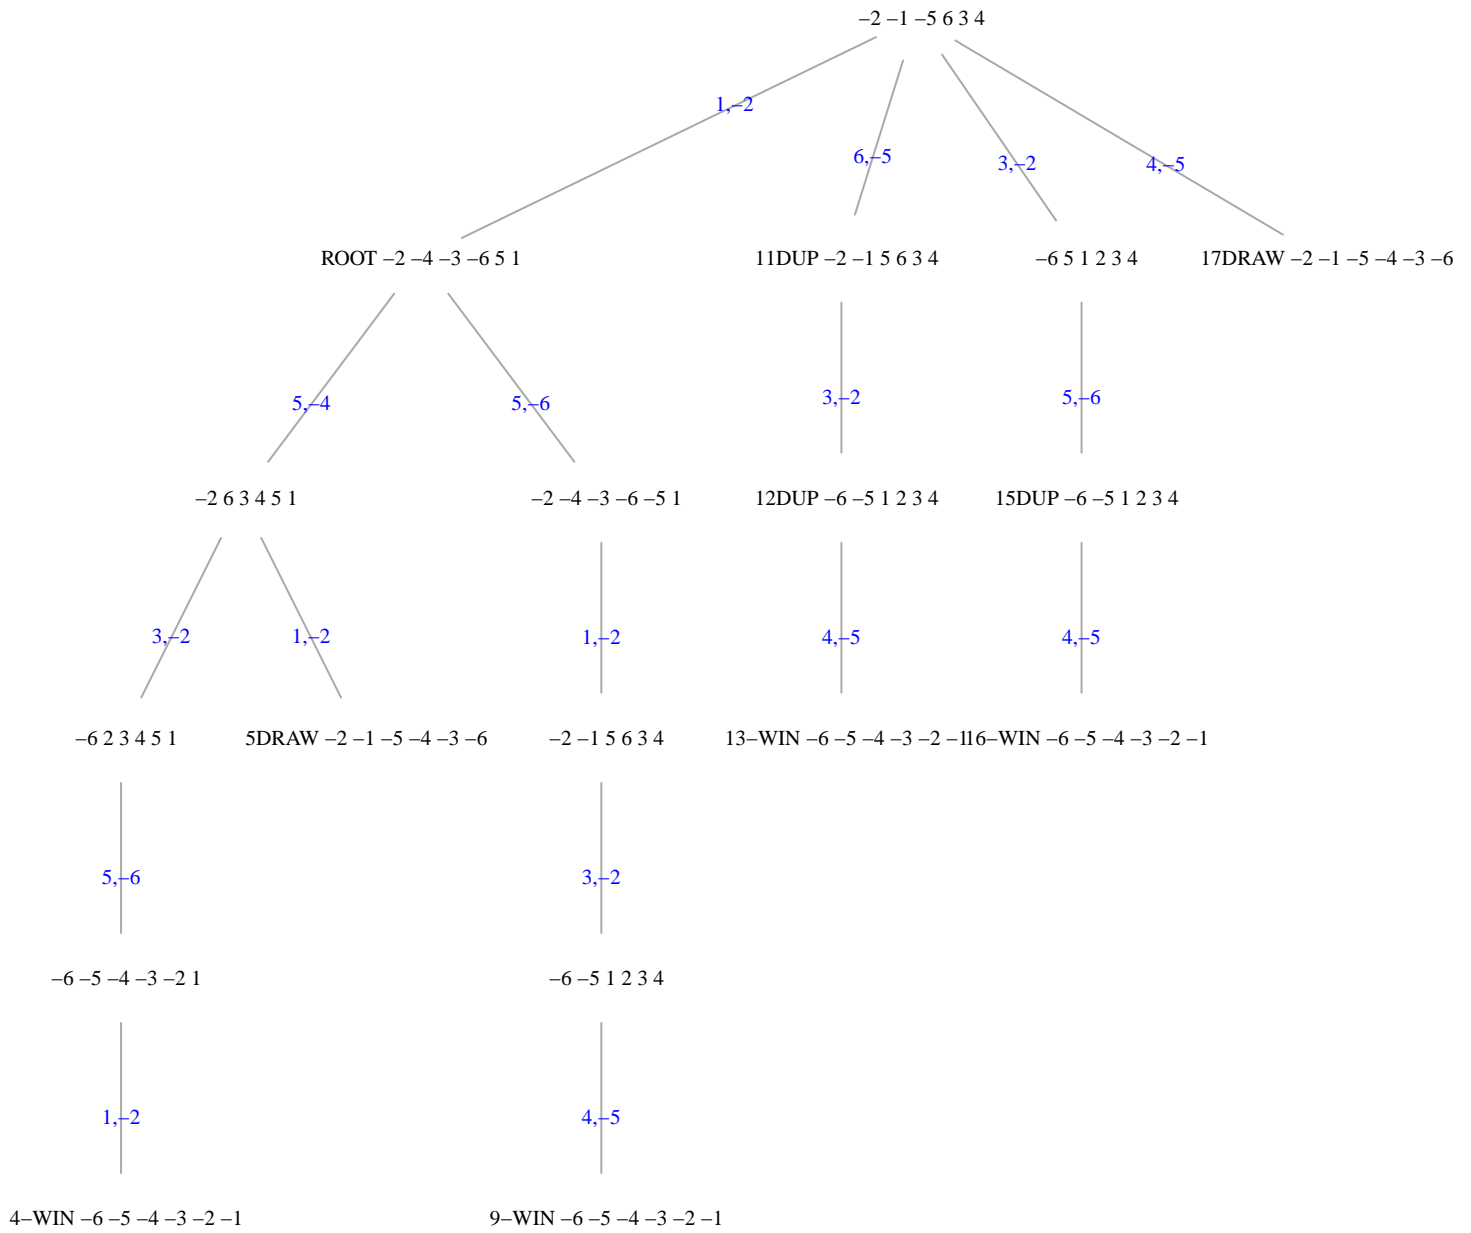 –2 –1 –5 6 3 4
1,–2
6,–5
3,–2
4,–5
ROOT –2 –4 –3 –6 5 1
11DUP –2 –1 5 6 3 4
–6 5 1 2 3 4
17DRAW –2 –1 –5 –4 –3 –6
5,–4
5,–6
3,–2
5,–6
–2 6 3 4 5 1
–2 –4 –3 –6 –5 1
12DUP –6 –5 1 2 3 4
15DUP –6 –5 1 2 3 4
3,–2
1,–2
1,–2
4,–5
4,–5
–6 2 3 4 5 1
5DRAW –2 –1 –5 –4 –3 –6
–2 –1 5 6 3 4
13–WIN –6 –5 –4 –3 –2 –1
16–WIN –6 –5 –4 –3 –2 –1
5,–6
3,–2
–6 –5 –4 –3 –2 1
–6 –5 1 2 3 4
1,–2
4,–5
4–WIN –6 –5 –4 –3 –2 –1
9–WIN –6 –5 –4 –3 –2 –1